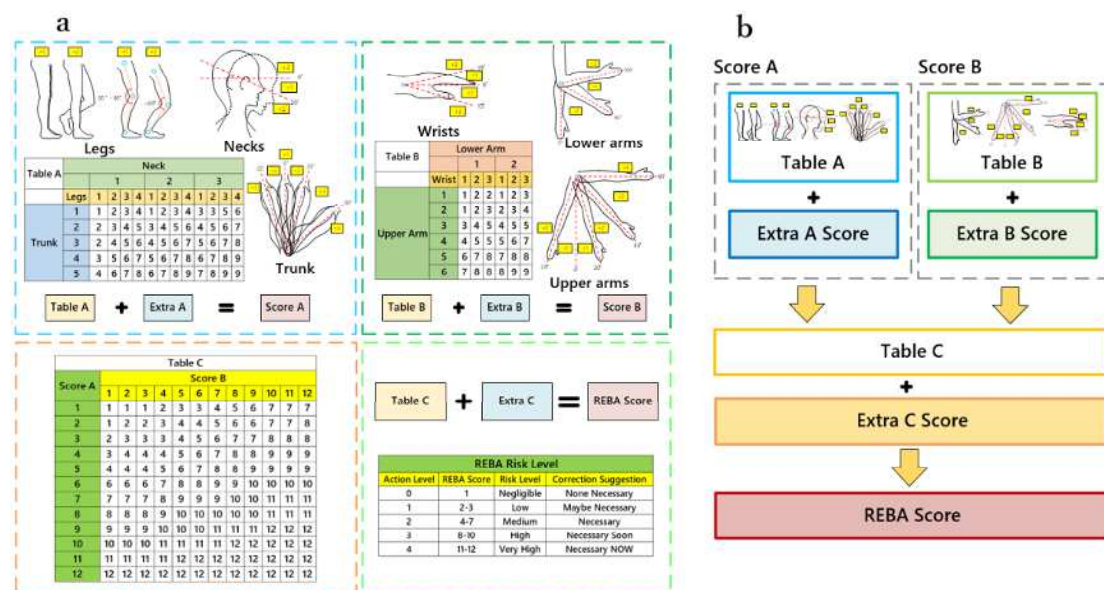 a
Legs
Necks
Table A
Neck
1 2 3
Legs 1 2 3 4 1 2 3 4 1 2 3 4
Trunk
1 1 2 3 4 1 2 3 4 3 3 5 6
2 2 3 4 5 3 4 5 6 4 5 6 7
3 2 4 5 6 4 5 6 7 5 6 7 8
4 3 5 6 7 5 6 7 8 6 7 8 9
5 4 6 7 8 6 7 8 9 7 8 9 9
Trunk
Table A + Extra A = Score A
Wrists
Lower arms
Table B
Lower Arm
1 2
Wrist 1 2 3 1 2 3
Upper Arm
1 1 2 2 1 2 3
2 1 2 3 2 3 4
3 3 4 5 4 5 5
4 4 5 5 5 6 7
5 6 7 8 7 8 8
6 7 8 8 8 9 9
Upper arms
Table B + Extra B = Score B
Table C
Score A
Score B
1 2 3 4 5 6 7 8 9 10 11 12
1 1 1 1 2 3 3 4 5 6 7 7 7
2 1 2 2 3 4 4 5 6 6 7 7 8
3 2 3 3 3 4 5 6 7 7 8 8 8
4 3 4 4 4 5 6 7 8 8 9 9 9
5 4 4 4 5 6 7 8 8 9 9 9 9
6 6 6 6 7 8 8 9 9 10 10 10 10
7 7 7 7 8 9 9 9 10 10 11 11 11
8 8 8 8 9 10 10 10 10 10 11 11 11
9 9 9 9 10 10 10 11 11 11 12 12 12
10 10 10 10 11 11 11 11 12 12 12 12 12
11 11 11 11 11 12 12 12 12 12 12 12 12
12 12 12 12 12 12 12 12 12 12 12 12 12
Table C + Extra C = REBA Score
REBA Risk Level
Action Level REBA Score Risk Level Correction Suggestion
0 1 Negligible None Necessary
1 2-3 Low Maybe Necessary
2 4-7 Medium Necessary
3 8-10 High Necessary Soon
4 11-12 Very High Necessary NOW
b
Score A
Score B
Table A
Table B
+ +
Extra A Score
Extra B Score
Table C
+
Extra C Score
REBA Score